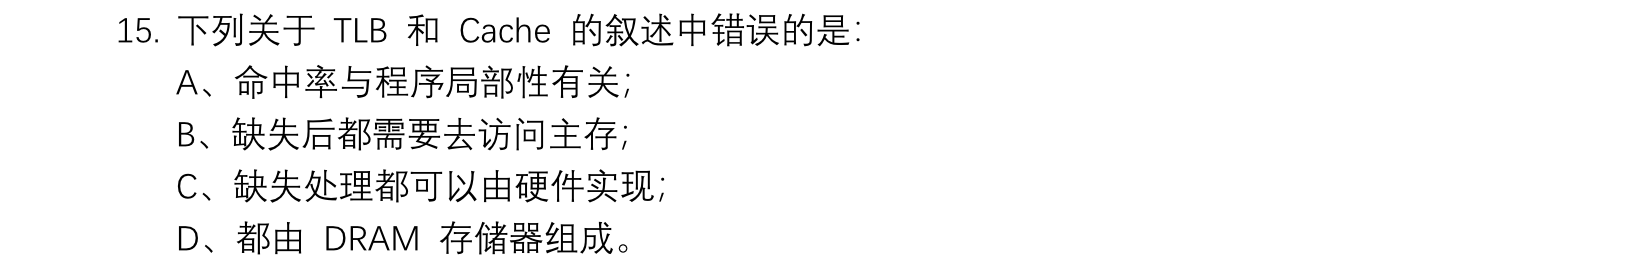 15. 下列关于 TLB 和 Cache 的叙述中错误的是：
A、命中率与程序局部性有关；
B、缺失后都需要去访问主存；
C、缺失处理都可以由硬件实现；
D、都由 DRAM 存储器组成。